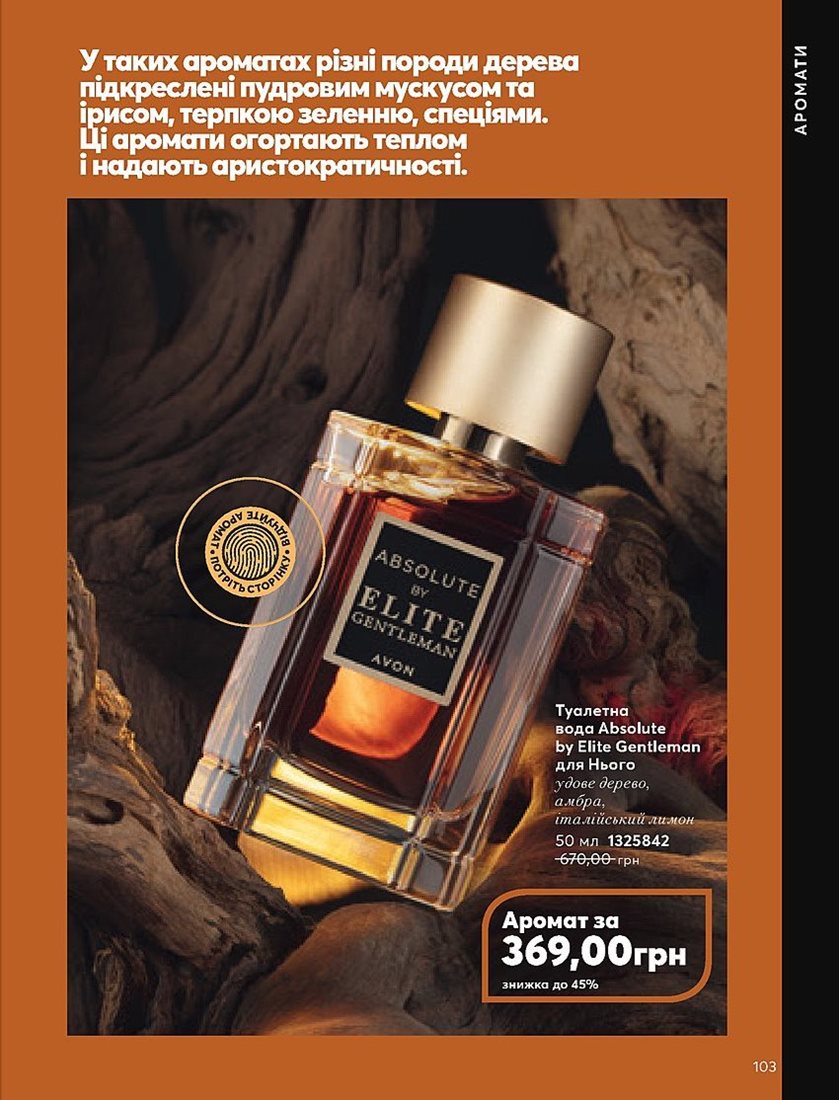 У таких ароматах різні породи дерева
підкреслені пудровим мускусом та
ірисом, терпкою зеленню, спеціями.
Ці аромати огортають теплом
і надають аристократичності.
АРОМАТИ
ВІДЧУЙТЕ АРОМАТ • ПОТРІТЬ СТОРІНКУ •
ABSOLUTE
BY
ELITE
GENTLEMAN
AVON
Туалетна
вода Absolute
by Elite Gentleman
для Нього
удове дерево,
амбра,
італійський лимон
50 мл 1325842
670,00 грн
Аромат за
369,00грн
знижка до 45%
103